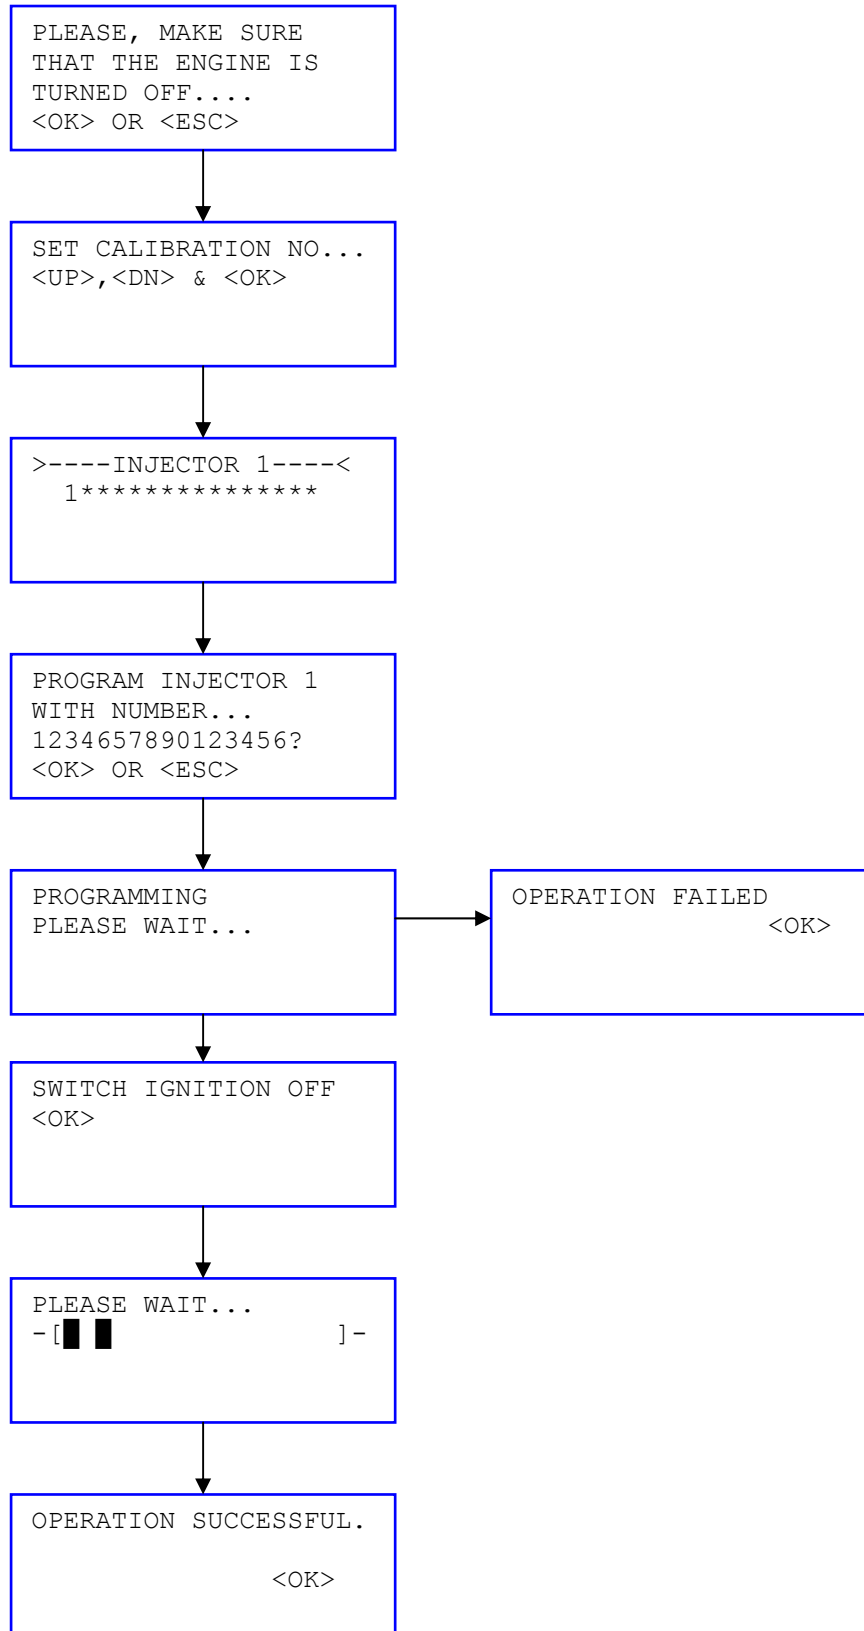 PLEASE, MAKE SURE
THAT THE ENGINE IS
TURNED OFF....
<OK> OR <ESC>
SET CALIBRATION NO...
<UP>,<DN> & <OK>
>----INJECTOR 1----<
1***************
PROGRAM INJECTOR 1
WITH NUMBER...
1234657890123456?
<OK> OR <ESC>
PROGRAMMING
PLEASE WAIT...
OPERATION FAILED
<OK>
SWITCH IGNITION OFF
<OK>
PLEASE WAIT...
-[█ █ ]-
OPERATION SUCCESSFUL.
<OK>